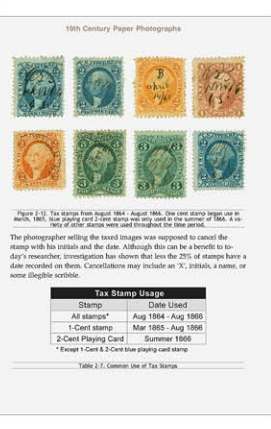 19th Century Paper Photographs
Figure 2-12. Tax stamps from August 1864 - August 1866. One cent stamp began use in
March, 1865, blue playing card 2-cent stamp was only used in the summer of 1866. A va-
riety of other stamps were used throughout the time period.
The photographer selling the taxed images was supposed to cancel the
stamp with his initials and the date. Although this can be a benefit to to-
day's researcher, investigation has shown that less the 25% of stamps have a
date recorded on them. Cancellations may include an 'X', initials, a name, or
some illegible scribble.
Tax Stamp Usage
Stamp Date Used
All stamps* Aug 1864 - Aug 1866
1-Cent stamp Mar 1865 - Aug 1866
2-Cent Playing Card Summer 1866
* Except 1-Cent & 2-Cent blue playing card stamp
Table 2-7. Common Use of Tax Stamps